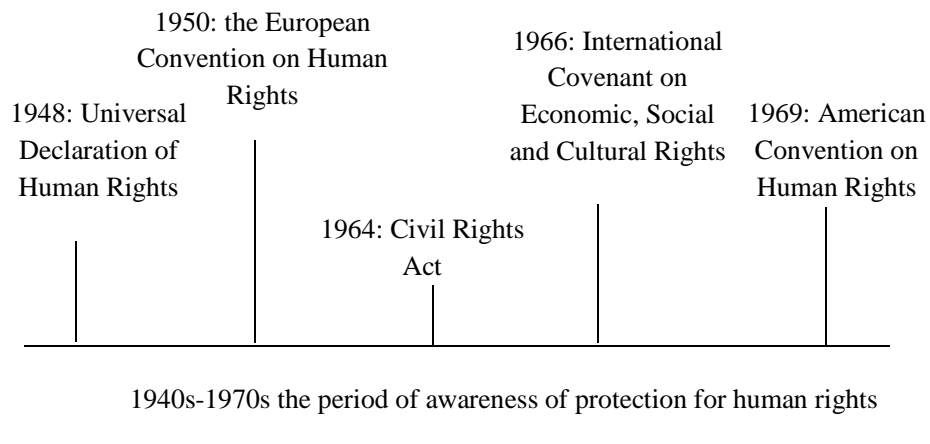 1948: Universal
Declaration of
Human Rights
1950: the European
Convention on Human
Rights
1964: Civil Rights
Act
1966: International
Covenant on
Economic, Social
and Cultural Rights
1969: American
Convention on
Human Rights
1940s-1970s the period of awareness of protection for human rights